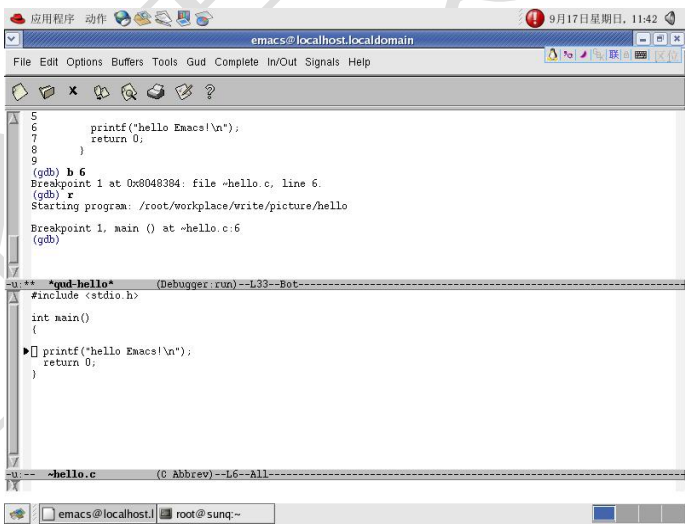 应用程序 动作 9月17日星期日, 11:42
emacs@localhost.localdomain
File Edit Options Buffers Tools Gud Complete In/Out Signals Help
联
5
6 printf("hello Emacs!\n");
7 return 0;
8 }
9
(gdb) b 6
Breakpoint 1 at 0x8048384: file ~hello.c, line 6.
(gdb) r
Starting program: /root/workplace/write/picture/hello
Breakpoint 1, main () at ~hello.c:6
(gdb)
-u:** *gud-hello* (Debugger:run)--L33--Bot----
#include <stdio.h>
int main()
{
printf("hello Emacs!\n");
return 0;
}
-u:-- ~hello.c (C Abbrev)--L6--All----
emacs@localhost.l root@sunq:~